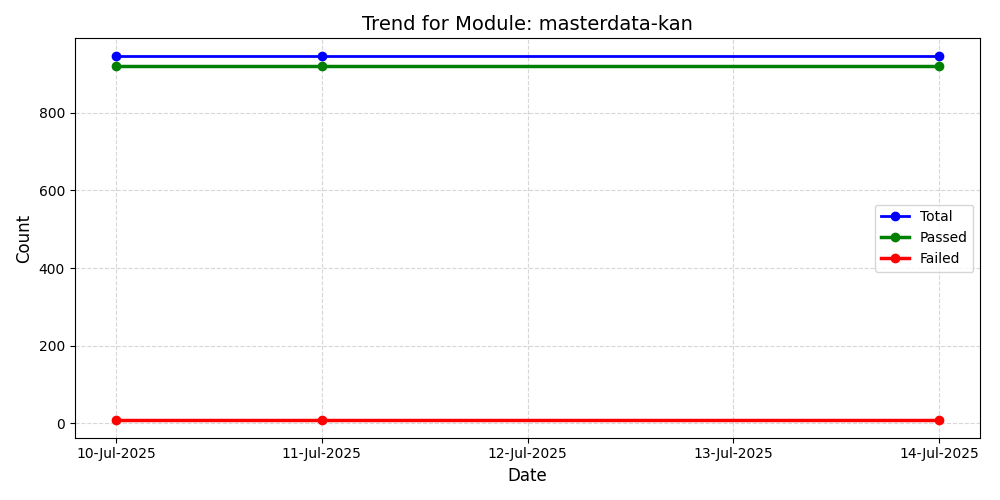 Trend for Module: masterdata-kan
800
600
400
200
0
Count
Total
Passed
Failed
10-Jul-2025
11-Jul-2025
12-Jul-2025
13-Jul-2025
14-Jul-2025
Date